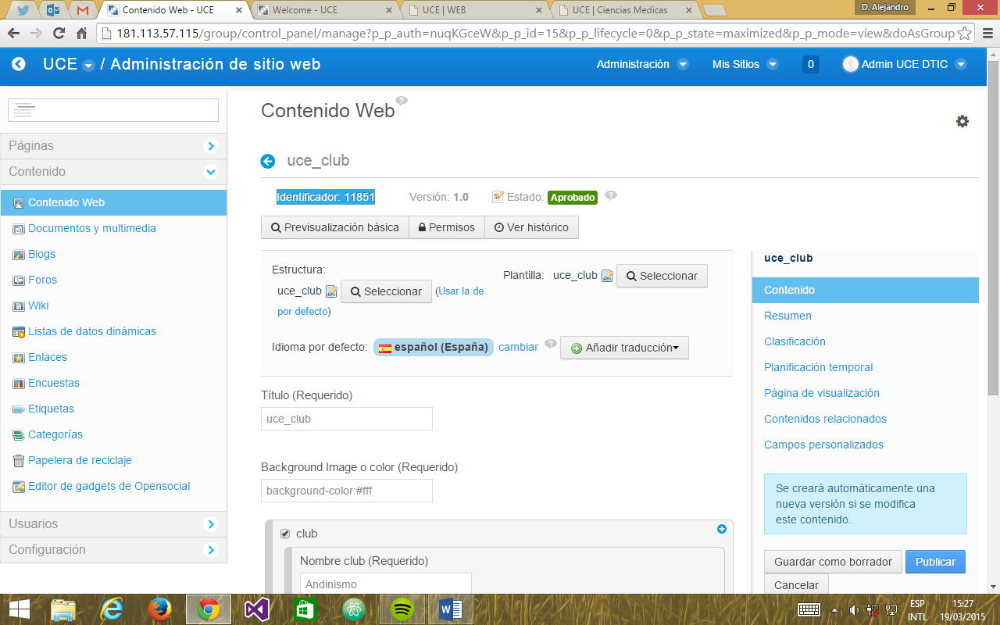 Contenido Web - UCE
Welcome - UCE
UCE | WEB
UCE | Ciencias Medicas
D. Alejandro
181.113.57.115/group/control_panel/manage?p_p_auth=nuqKGceW&p_p_id=15&p_p_lifecycle=0&p_p_state=maximized&p_p_mode=view&doAsGroup
UCE / Administración de sitio web
Administración
Mis Sitios
0
Admin UCE DTIC
Páginas
Contenido
Contenido Web
Documentos y multimedia
Blogs
Foros
Wiki
Listas de datos dinámicas
Enlaces
Encuestas
Etiquetas
Categorías
Papelera de reciclaje
Editor de gadgets de Opensocial
Usuarios
Configuración
Contenido Web
uce_club
Identificador: 11851
Versión: 1.0
Estado: Aprobado
Previsualización básica
Permisos
Ver histórico
Estructura:
uce_club Seleccionar (Usar la de
por defecto)
Plantilla: uce_club Seleccionar
Idioma por defecto: español (España) cambiar Añadir traducción
Título (Requerido)
uce_club
Background Image o color (Requerido)
background-color:#fff
club
Nombre club (Requerido)
Andinismo
uce_club
Contenido
Resumen
Clasificación
Planificación temporal
Página de visualización
Contenidos relacionados
Campos personalizados
Se creará automáticamente una
nueva versión si se modifica
este contenido.
Guardar como borrador
Publicar
Cancelar
ESP
INTL
15:27
19/03/2015